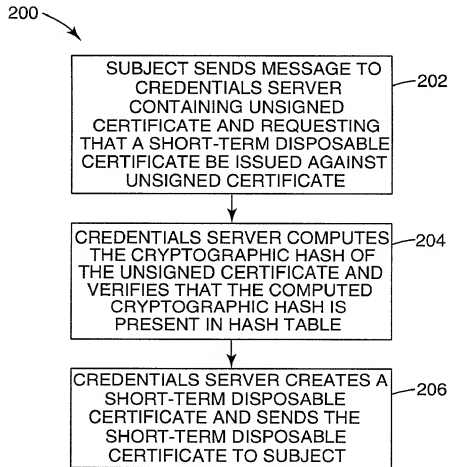 200
SUBJECT SENDS MESSAGE TO
CREDENTIALS SERVER
CONTAINING UNSIGNED
CERTIFICATE AND REQUESTING
THAT A SHORT-TERM DISPOSABLE
CERTIFICATE BE ISSUED AGAINST
UNSIGNED CERTIFICATE
202
CREDENTIALS SERVER COMPUTES
THE CRYPTOGRAPHIC HASH OF
THE UNSIGNED CERTIFICATE AND
VERIFIES THAT THE COMPUTED
CRYPTOGRAPHIC HASH IS
PRESENT IN HASH TABLE
204
CREDENTIALS SERVER CREATES A
SHORT-TERM DISPOSABLE
CERTIFICATE AND SENDS THE
SHORT-TERM DISPOSABLE
CERTIFICATE TO SUBJECT
206